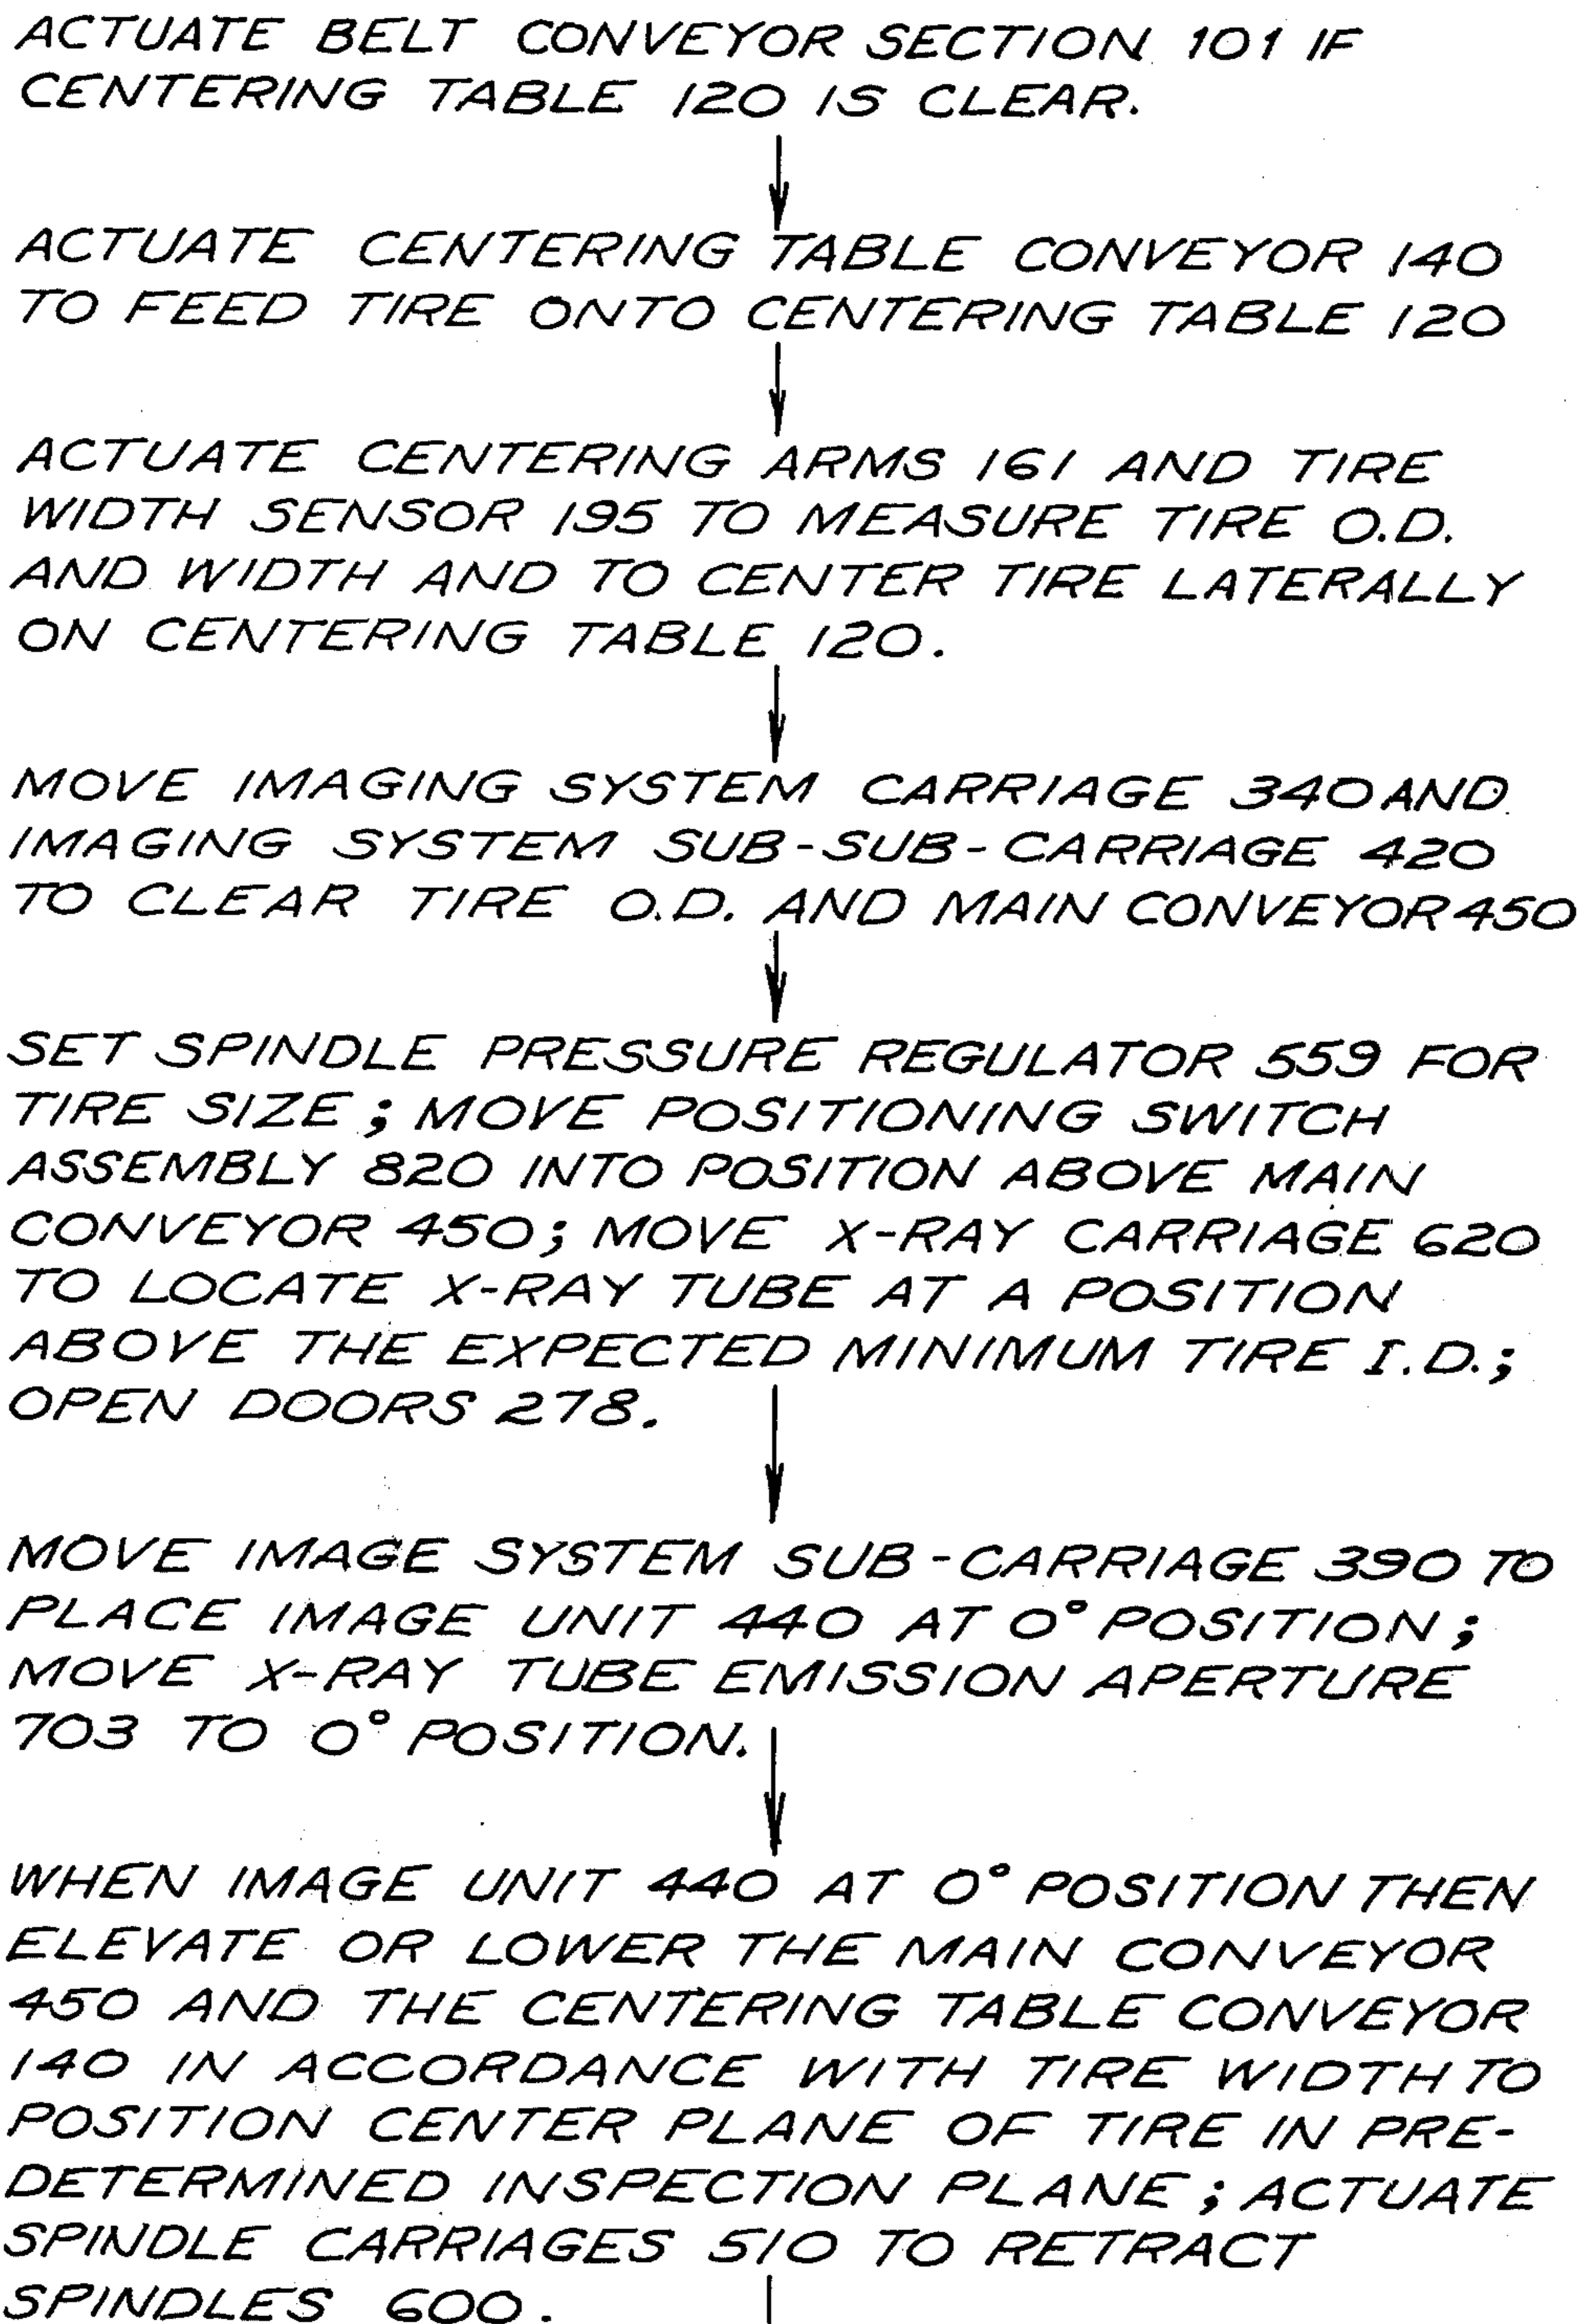 ACTUATE BELT CONVEYOR SECTION 101 IF
CENTERING TABLE 120 IS CLEAR.
ACTUATE CENTERING TABLE CONVEYOR 140
TO FEED TIRE ONTO CENTERING TABLE 120
ACTUATE CENTERING ARMS 161 AND TIRE
WIDTH SENSOR 195 TO MEASURE TIRE O.D.
AND WIDTH AND TO CENTER TIRE LATERALLY
ON CENTERING TABLE 120.
MOVE IMAGING SYSTEM CARRIAGE 340 AND
IMAGING SYSTEM SUB-SUB-CARRIAGE 420
TO CLEAR TIRE O.D. AND MAIN CONVEYOR 450
SET SPINDLE PRESSURE REGULATOR 559 FOR
TIRE SIZE; MOVE POSITIONING SWITCH
ASSEMBLY 820 INTO POSITION ABOVE MAIN
CONVEYOR 450; MOVE X-RAY CARRIAGE 620
TO LOCATE X-RAY TUBE AT A POSITION
ABOVE THE EXPECTED MINIMUM TIRE I.D.;
OPEN DOORS 278.
MOVE IMAGE SYSTEM SUB-CARRIAGE 390 TO
PLACE IMAGE UNIT 440 AT 0° POSITION;
MOVE X-RAY TUBE EMISSION APERTURE
703 TO 0° POSITION.
WHEN IMAGE UNIT 440 AT 0° POSITION THEN
ELEVATE OR LOWER THE MAIN CONVEYOR
450 AND THE CENTERING TABLE CONVEYOR
140 IN ACCORDANCE WITH TIRE WIDTH TO
POSITION CENTER PLANE OF TIRE IN PRE-
DETERMINED INSPECTION PLANE; ACTUATE
SPINDLE CARRIAGES 510 TO RETRACT
SPINDLES 600.